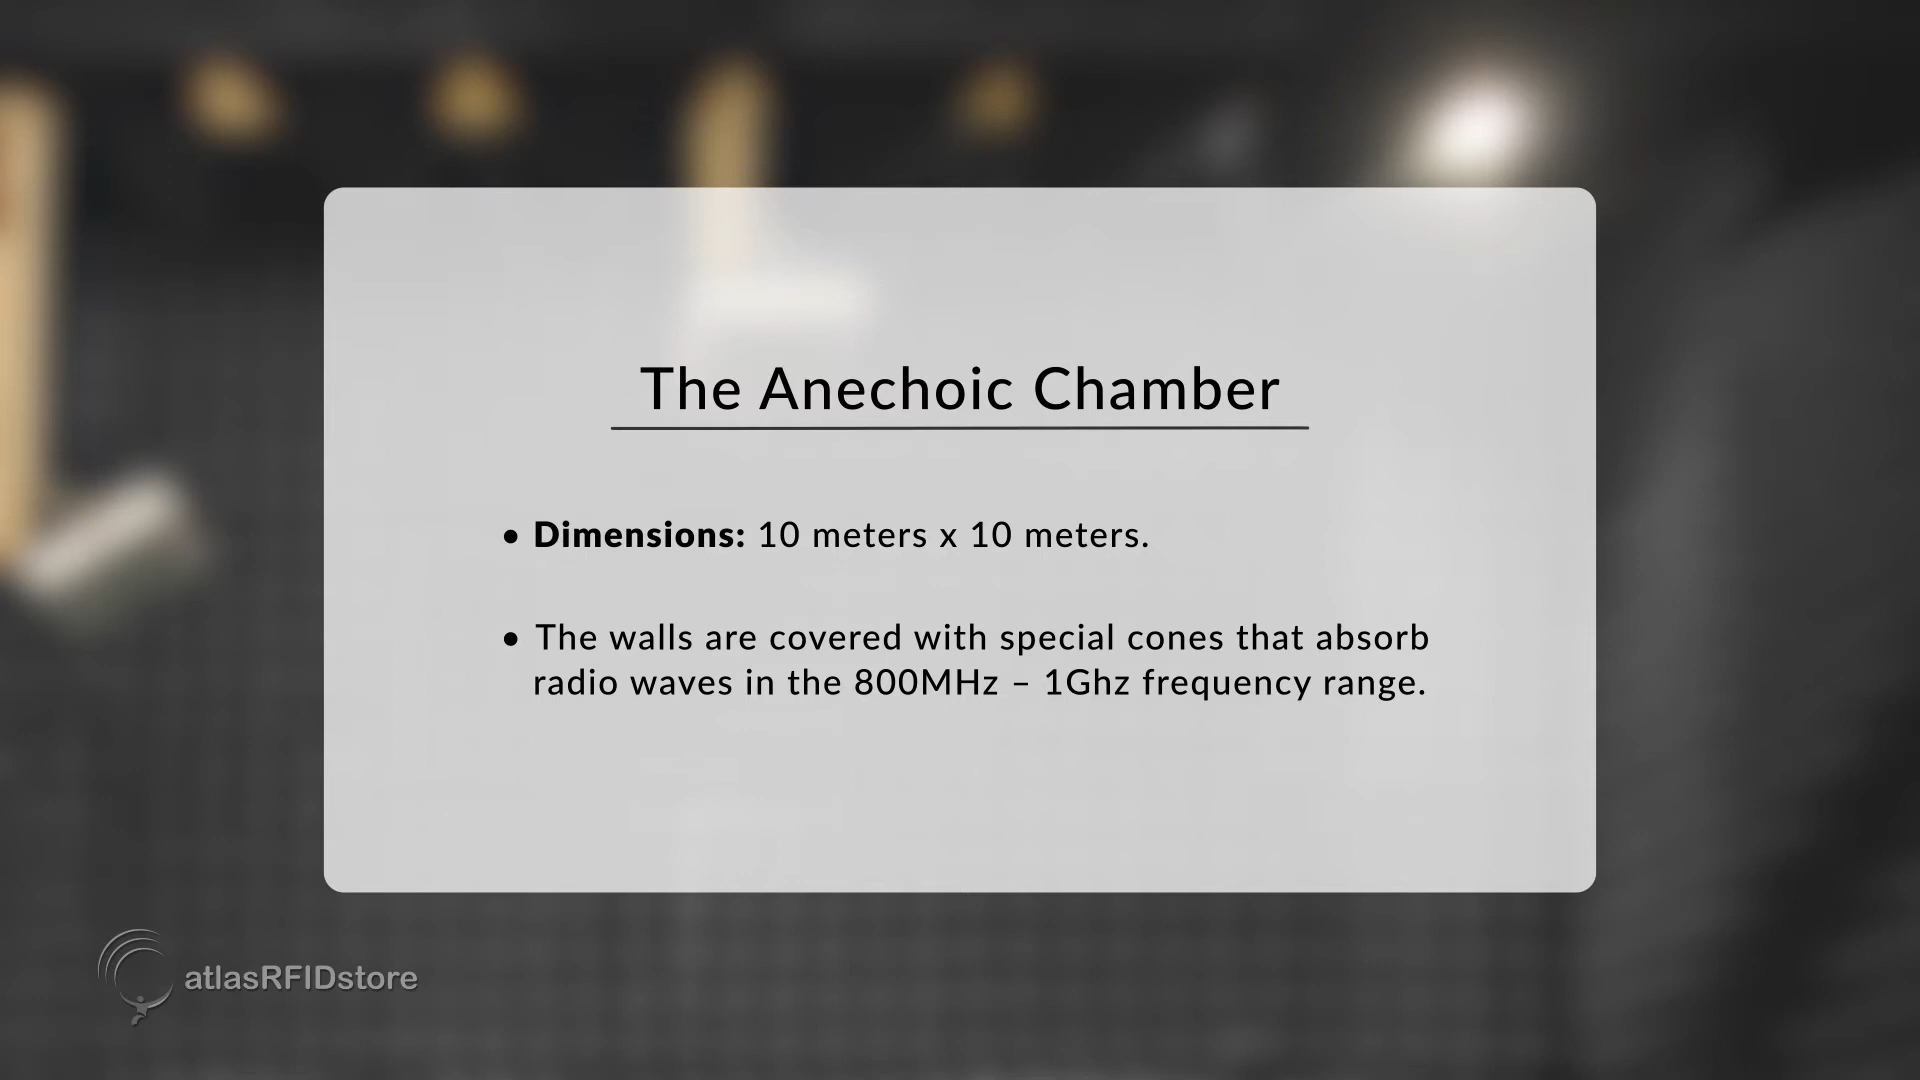 The Anechoic Chamber
• Dimensions: 10 meters x 10 meters.
• The walls are covered with special cones that absorb
radio waves in the 800MHz – 1Ghz frequency range.
atlasRFIDstore